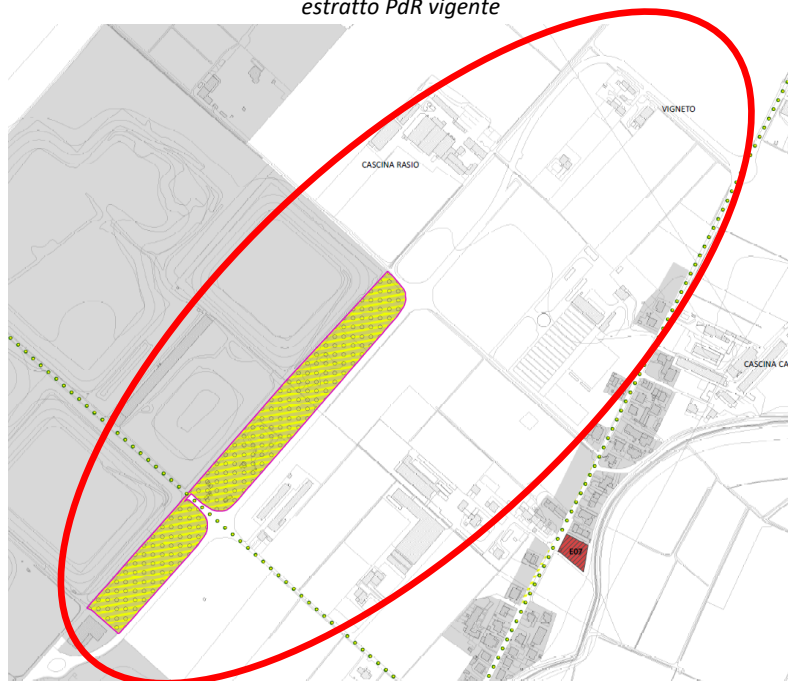 estratto PdR vigente
VIGNETO
CASCINA RASIO
CASCINA CA
E07